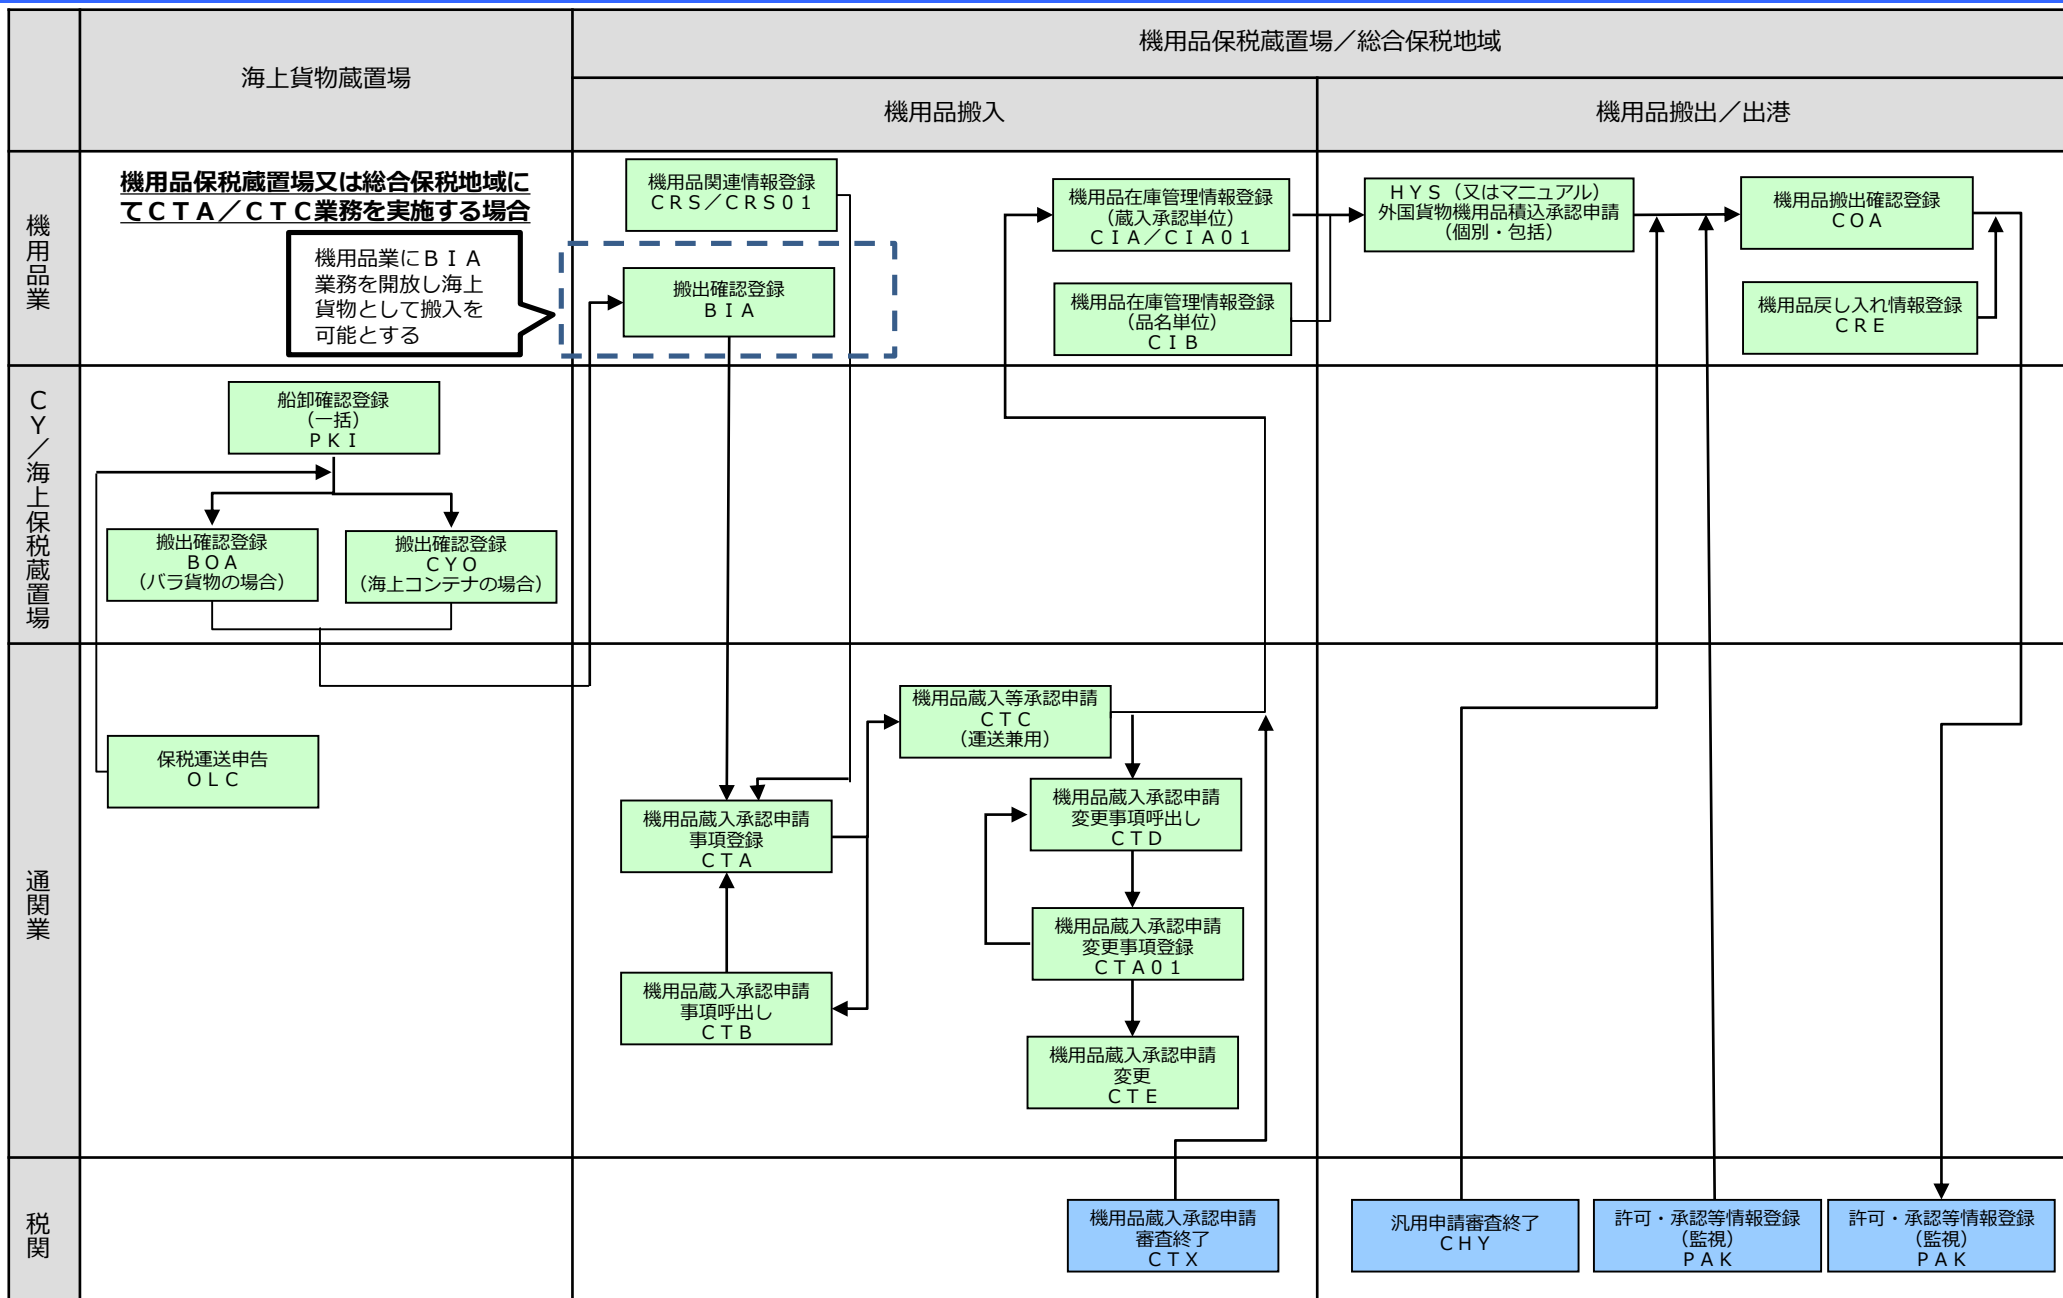 機用品保税蔵置場／総合保税地域
海上貨物蔵置場
機用品搬入
機用品搬出／出港
機用品業
機用品保税蔵置場又は総合保税地域に
てＣＴＡ／ＣＴＣ業務を実施する場合
機用品業にＢＩＡ
業務を開放し海上
貨物として搬入を
可能とする
機用品関連情報登録
ＣＲＳ／ＣＲＳ０１
搬出確認登録
ＢＩＡ
機用品在庫管理情報登録
（蔵入承認単位）
ＣＩＡ／ＣＩＡ０１
機用品在庫管理情報登録
（品名単位）
ＣＩＢ
ＨＹＳ（又はマニュアル）
外国貨物機用品積込承認申請
（個別・包括）
機用品搬出確認登録
ＣＯＡ
機用品戻し入れ情報登録
ＣＲＥ
ＣＹ／海上保税蔵置場
船卸確認登録
（一括）
ＰＫＩ
搬出確認登録
ＢＯＡ
（バラ貨物の場合）
搬出確認登録
ＣＹＯ
（海上コンテナの場合）
通関業
保税運送申告
ＯＬＣ
機用品蔵入承認申請
事項登録
ＣＴＡ
機用品蔵入承認申請
事項呼出し
ＣＴＢ
機用品蔵入等承認申請
ＣＴＣ
（運送兼用）
機用品蔵入承認申請
変更事項呼出し
ＣＴＤ
機用品蔵入承認申請
変更事項登録
ＣＴＡ０１
機用品蔵入承認申請
変更
ＣＴＥ
税関
機用品蔵入承認申請
審査終了
ＣＴＸ
汎用申請審査終了
ＣＨＹ
許可・承認等情報登録
（監視）
ＰＡＫ
許可・承認等情報登録
（監視）
ＰＡＫ